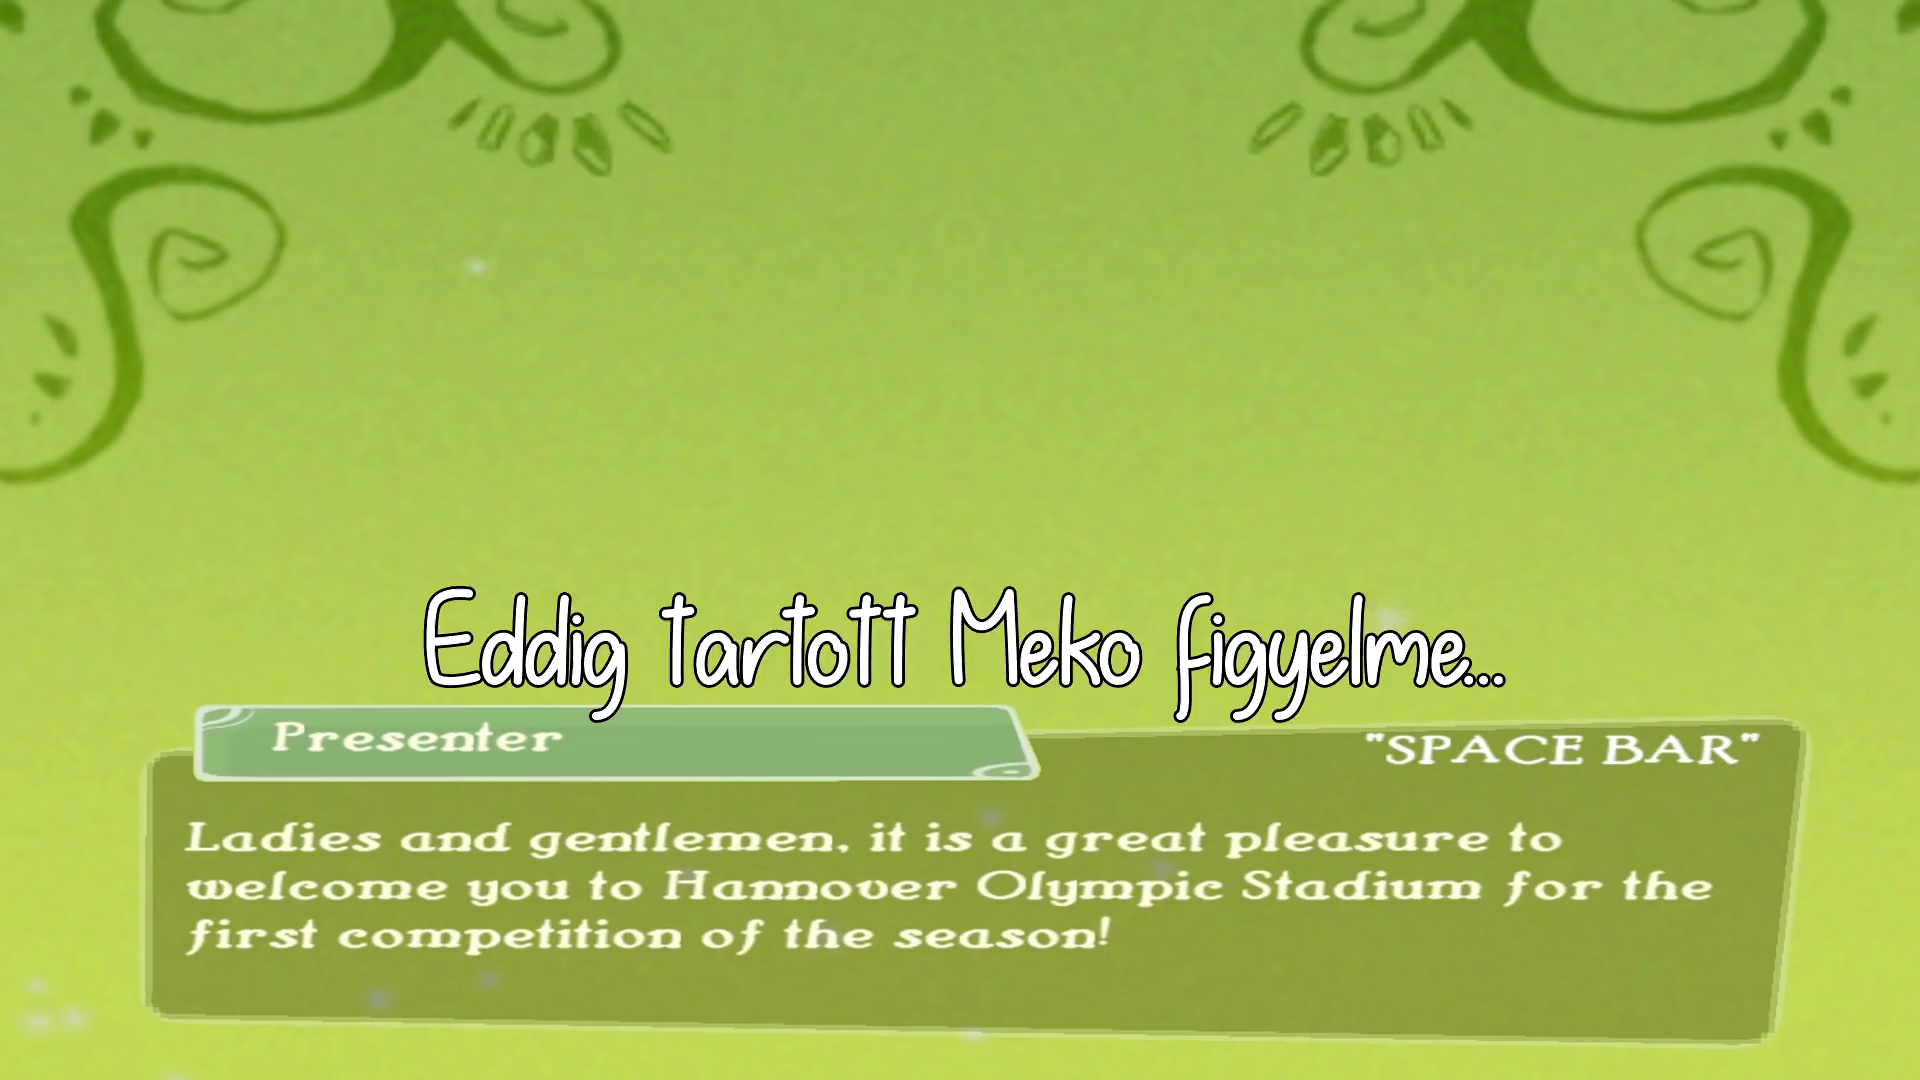 Eddig tartott Meko figyelme...
Presenter
"SPACE BAR"
Ladies and gentlemen, it is a great pleasure to
welcome you to Hannover Olympic Stadium for the
first competition of the season!